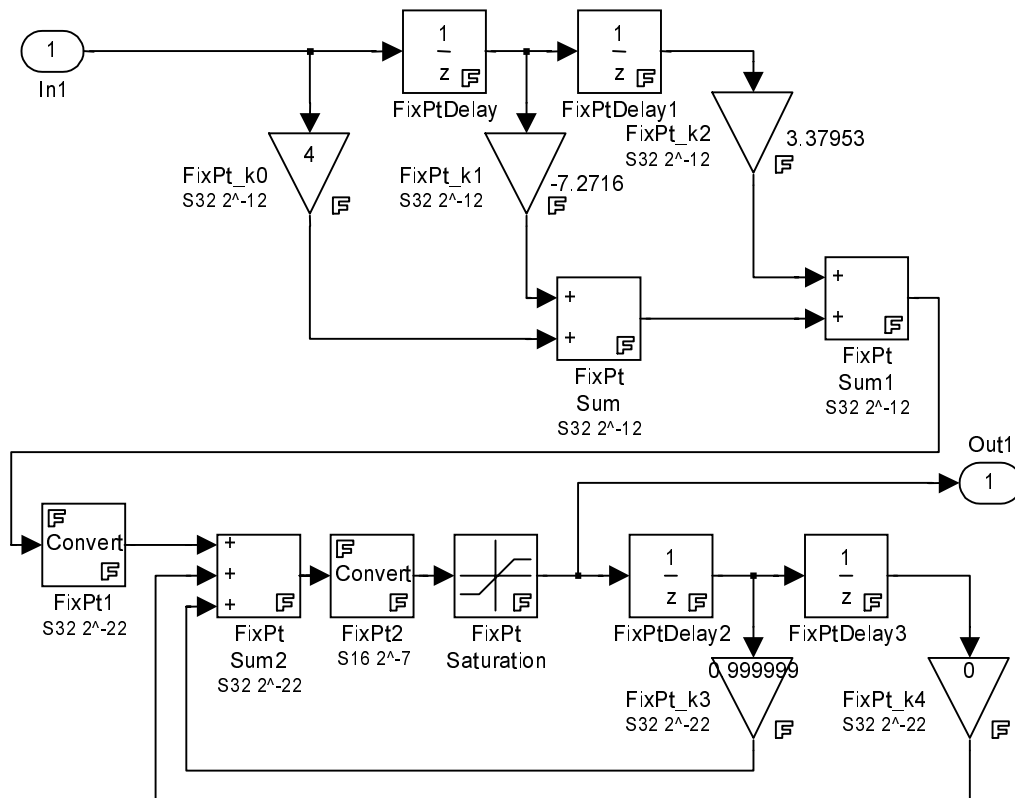 1
In1
1
z
F
FixPtDelay
1
z
F
FixPtDelay1
4
F
FixPt_k0
S32 2^-12
-7.2716
F
FixPt_k1
S32 2^-12
3.37953
F
FixPt_k2
S32 2^-12
+
+
F
FixPt
Sum
S32 2^-12
+
+
F
FixPt
Sum1
S32 2^-12
Out1
1
F
Convert
F
FixPt1
S32 2^-22
+
+
+
F
FixPt
Sum2
S32 2^-22
F
Convert
F
FixPt2
S16 2^-7
F
FixPt
Saturation
1
z
F
FixPtDelay2
1
z
F
FixPtDelay3
0.999999
F
FixPt_k3
S32 2^-22
0
F
FixPt_k4
S32 2^-22